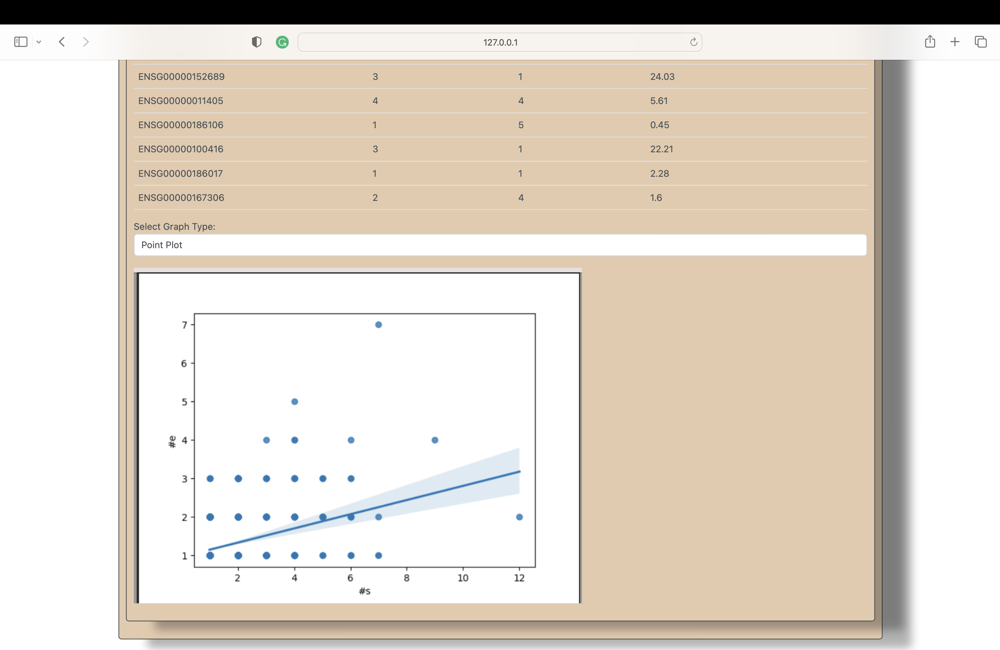 127.0.0.1
ENSG00000152689 3 1 24.03
ENSG00000011405 4 4 5.61
ENSG00000186106 1 5 0.45
ENSG00000100416 3 1 22.21
ENSG00000186017 1 1 2.28
ENSG00000167306 2 4 1.6
Select Graph Type:
Point Plot
7
6
5
#e
4
3
2
1
2 4 6 8 10 12
#s